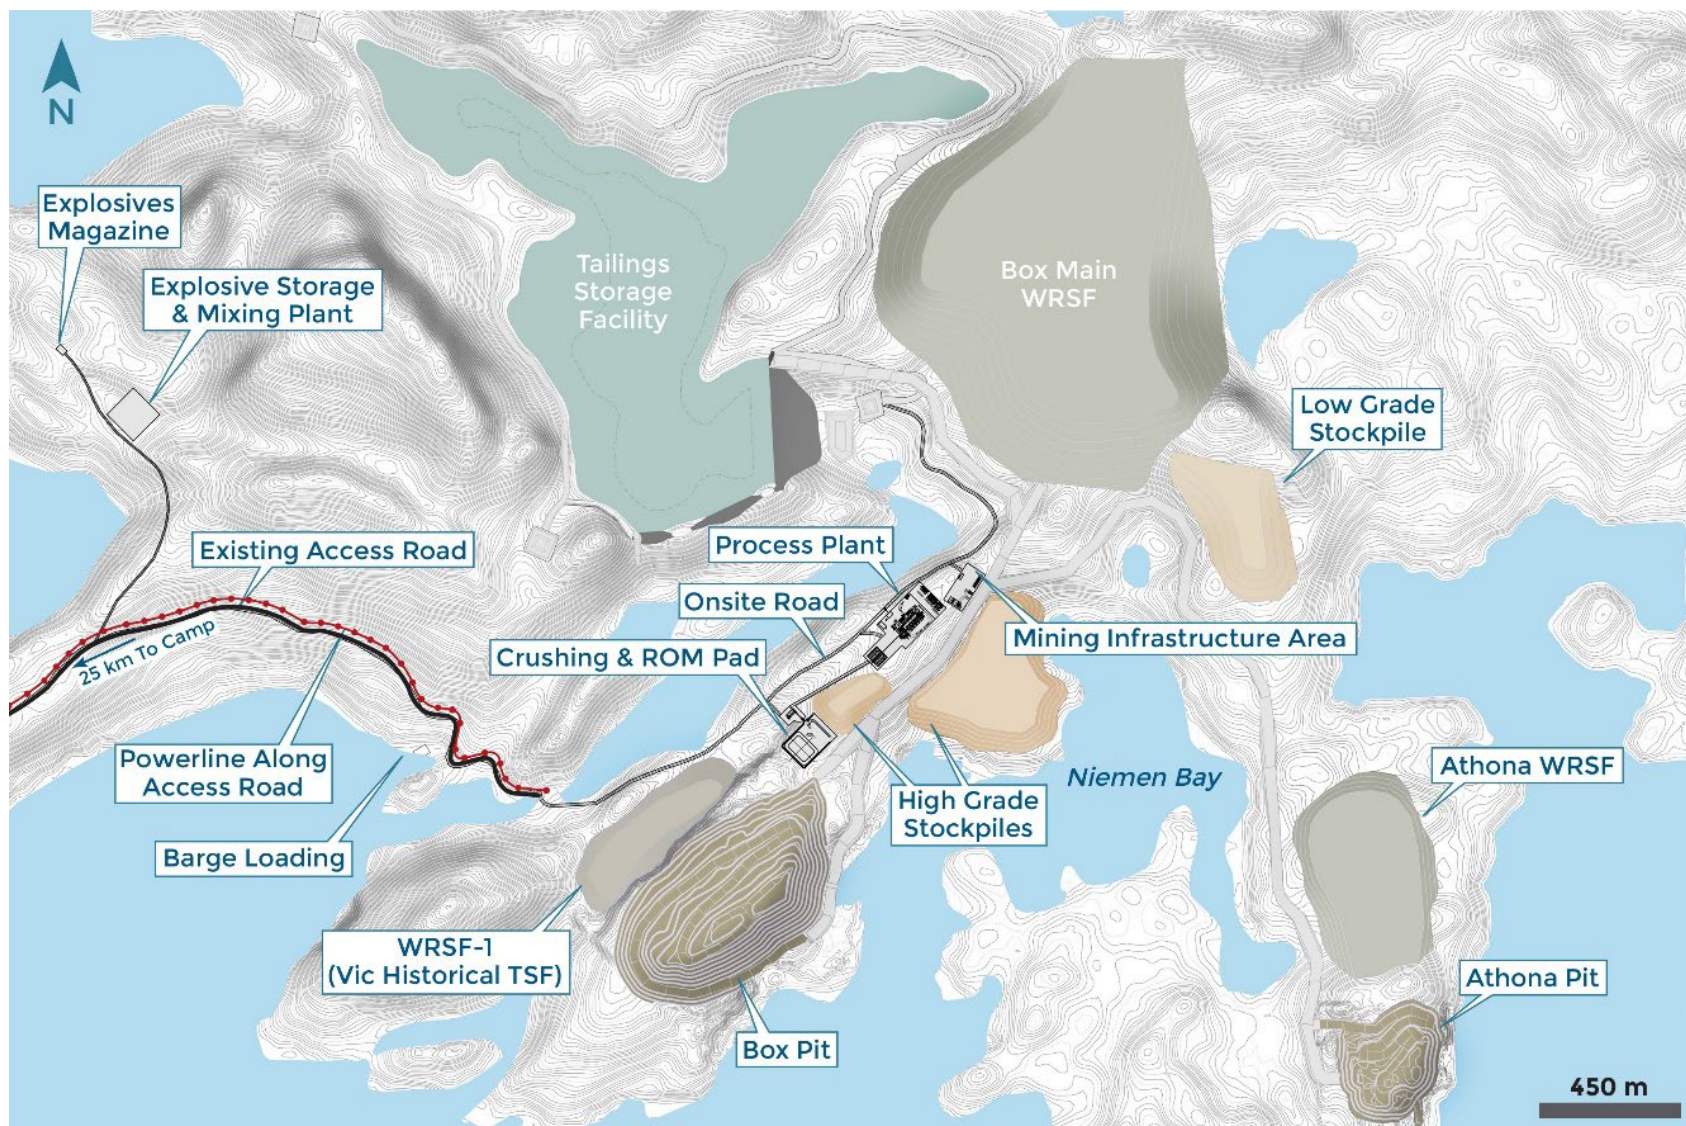 N
Explosives
Magazine
Explosive Storage
& Mixing Plant
Tailings
Storage
Facility
Box Main
WRSF
Low Grade
Stockpile
Existing Access Road
Process Plant
Onsite Road
Mining Infrastructure Area
25 km To Camp
Crushing & ROM Pad
Powerline Along
Access Road
Niemen Bay
Athona WRSF
High Grade
Stockpiles
Barge Loading
WRSF-1
(Vic Historical TSF)
Athona Pit
Box Pit
450 m